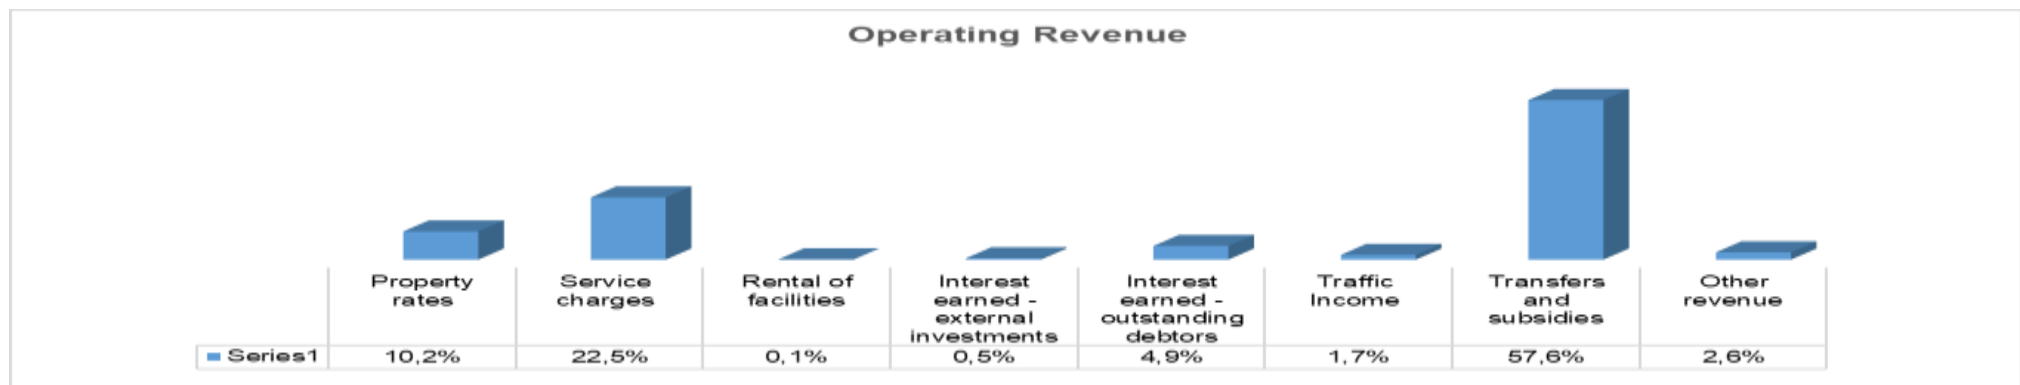 Operating Revenue
Property
rates
Service
charges
Rental of
facilities
Interest
earned -
external
investments
Interest
earned -
outstanding
debtors
Traffic
Income
Transfers
and
subsidies
Other
revenue
Series1 10,2% 22,5% 0,1% 0,5% 4,9% 1,7% 57,6% 2,6%